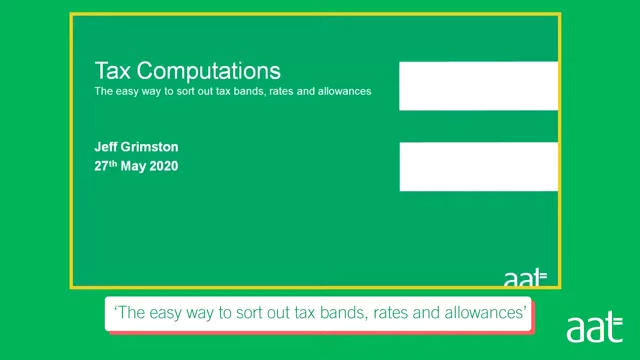 Tax Computations
The easy way to sort out tax bands, rates and allowances
Jeff Grimston
27th May 2020
aat
‘The easy way to sort out tax bands, rates and allowances’
aat